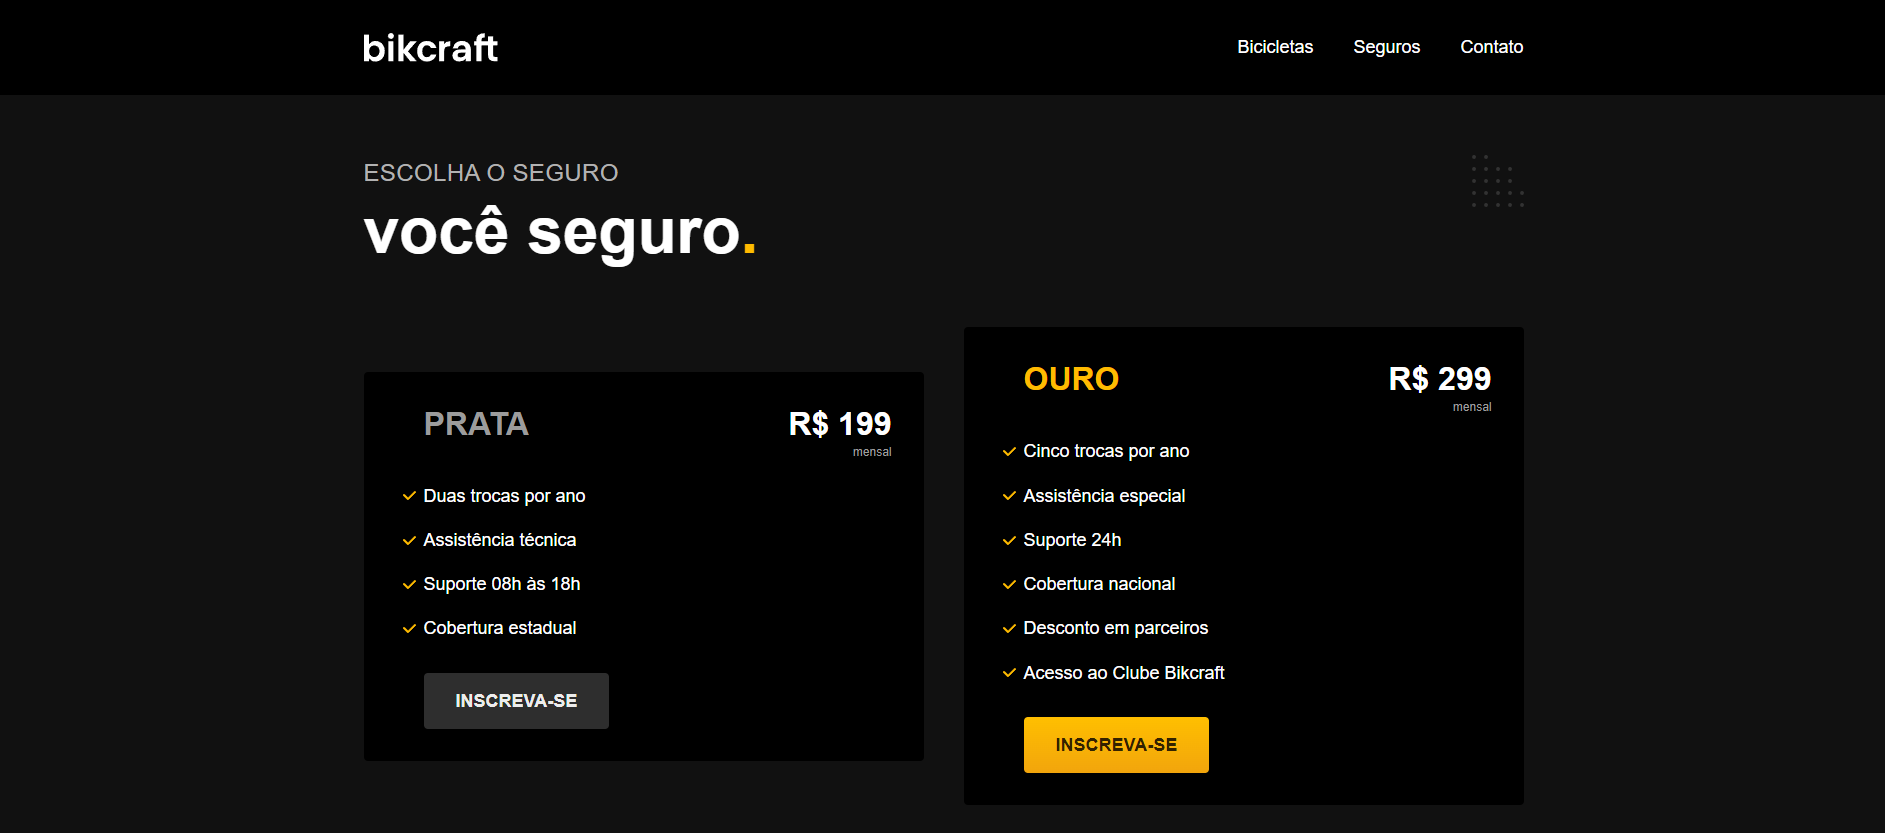 bikcraft
Bicicletas Seguros Contato
ESCOLHA O SEGURO
você seguro.
PRATA
R$ 199
mensal
Duas trocas por ano
Assistência técnica
Suporte 08h às 18h
Cobertura estadual
INSCREVA-SE
OURO
R$ 299
mensal
Cinco trocas por ano
Assistência especial
Suporte 24h
Cobertura nacional
Desconto em parceiros
Acesso ao Clube Bikcraft
INSCREVA-SE